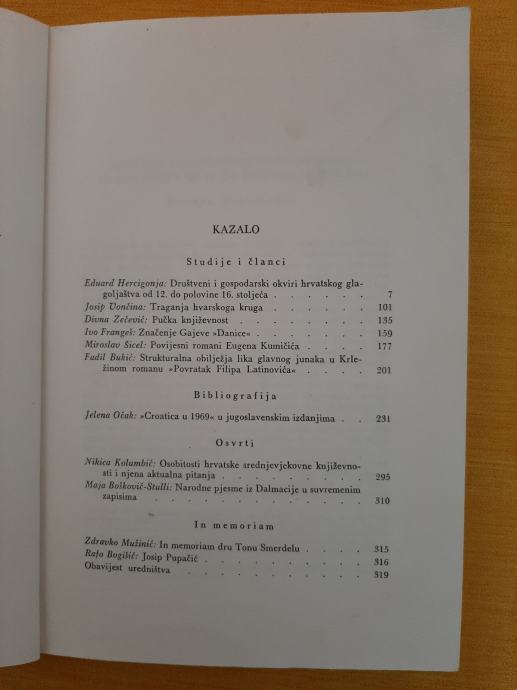 KAZALO
Studije i članci
Eduard Hercigonja: Društveni i gospodarski okviri hrvatskog gla-
goljaštva od 12. do polovine 16. stoljeća . . . . . . 7
Josip Vončina: Traganja hvarskoga kruga . . . . . . . 101
Divna Zečević: Pučka književnost . . . . . . . . 135
Ivo Frangeš: Značenje Gajeve »Danice« . . . . . . . 159
Miroslav Šicel: Povijesni romani Eugena Kumičića . . . . . 177
Fadil Bukić: Strukturalna obilježja lika glavnog junaka u Kr­le-
žinom romanu »Povratak Filipa Latinovića« . . . . . 201
Bibliografija
Jelena Očak: »Croatica u 1969« u jugoslavenskim izdanjima . . 231
Osvrti
Nikica Kolumbić: Osobitosti hrvatske srednjevjekovne književno-
sti i njena aktualna pitanja . . . . . . . . . 295
Maja Bošković-Stulli: Narodne pjesme iz Dalmacije u suvremenim
zapisima . . . . . . . . . . . . 310
In memoriam
Zdravko Mužinić: In memoriam dru Tonu Smerdelu . . . . 315
Rafo Bogišić: Josip Pupačić . . . . . . . . . . 316
Obavijest uredništva . . . . . . . . . . . 319